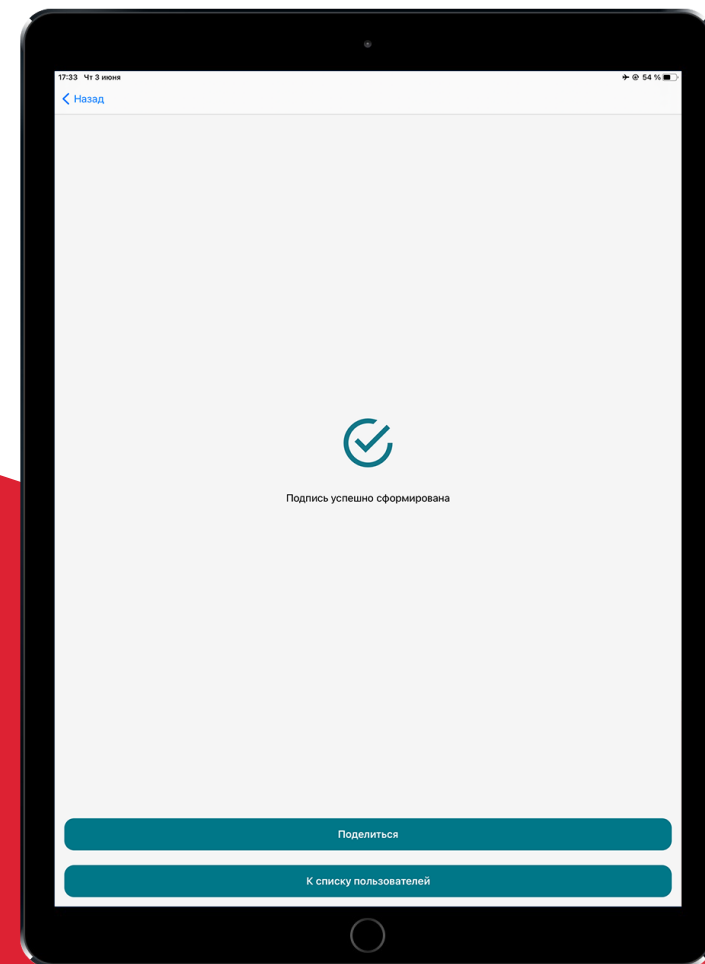 17:33 Чт 3 июня
54 %
Назад
Подпись успешно сформирована
Поделиться
К списку пользователей